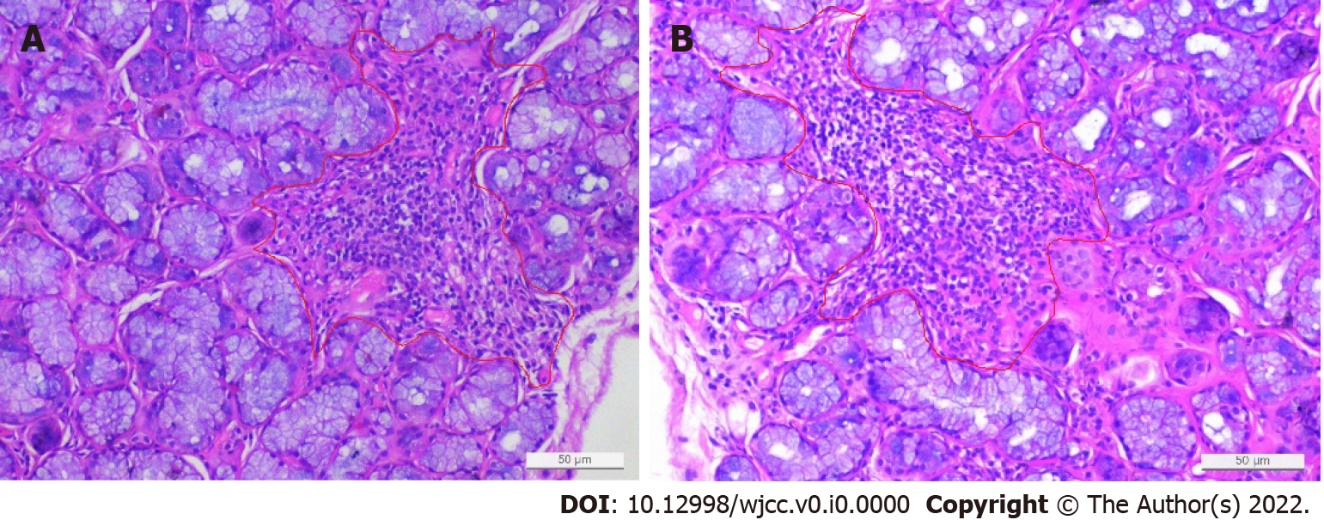 A
B
50 µm
50 µm
DOI: 10.12998/wjcc.v0.i0.0000 Copyright © The Author(s) 2022.